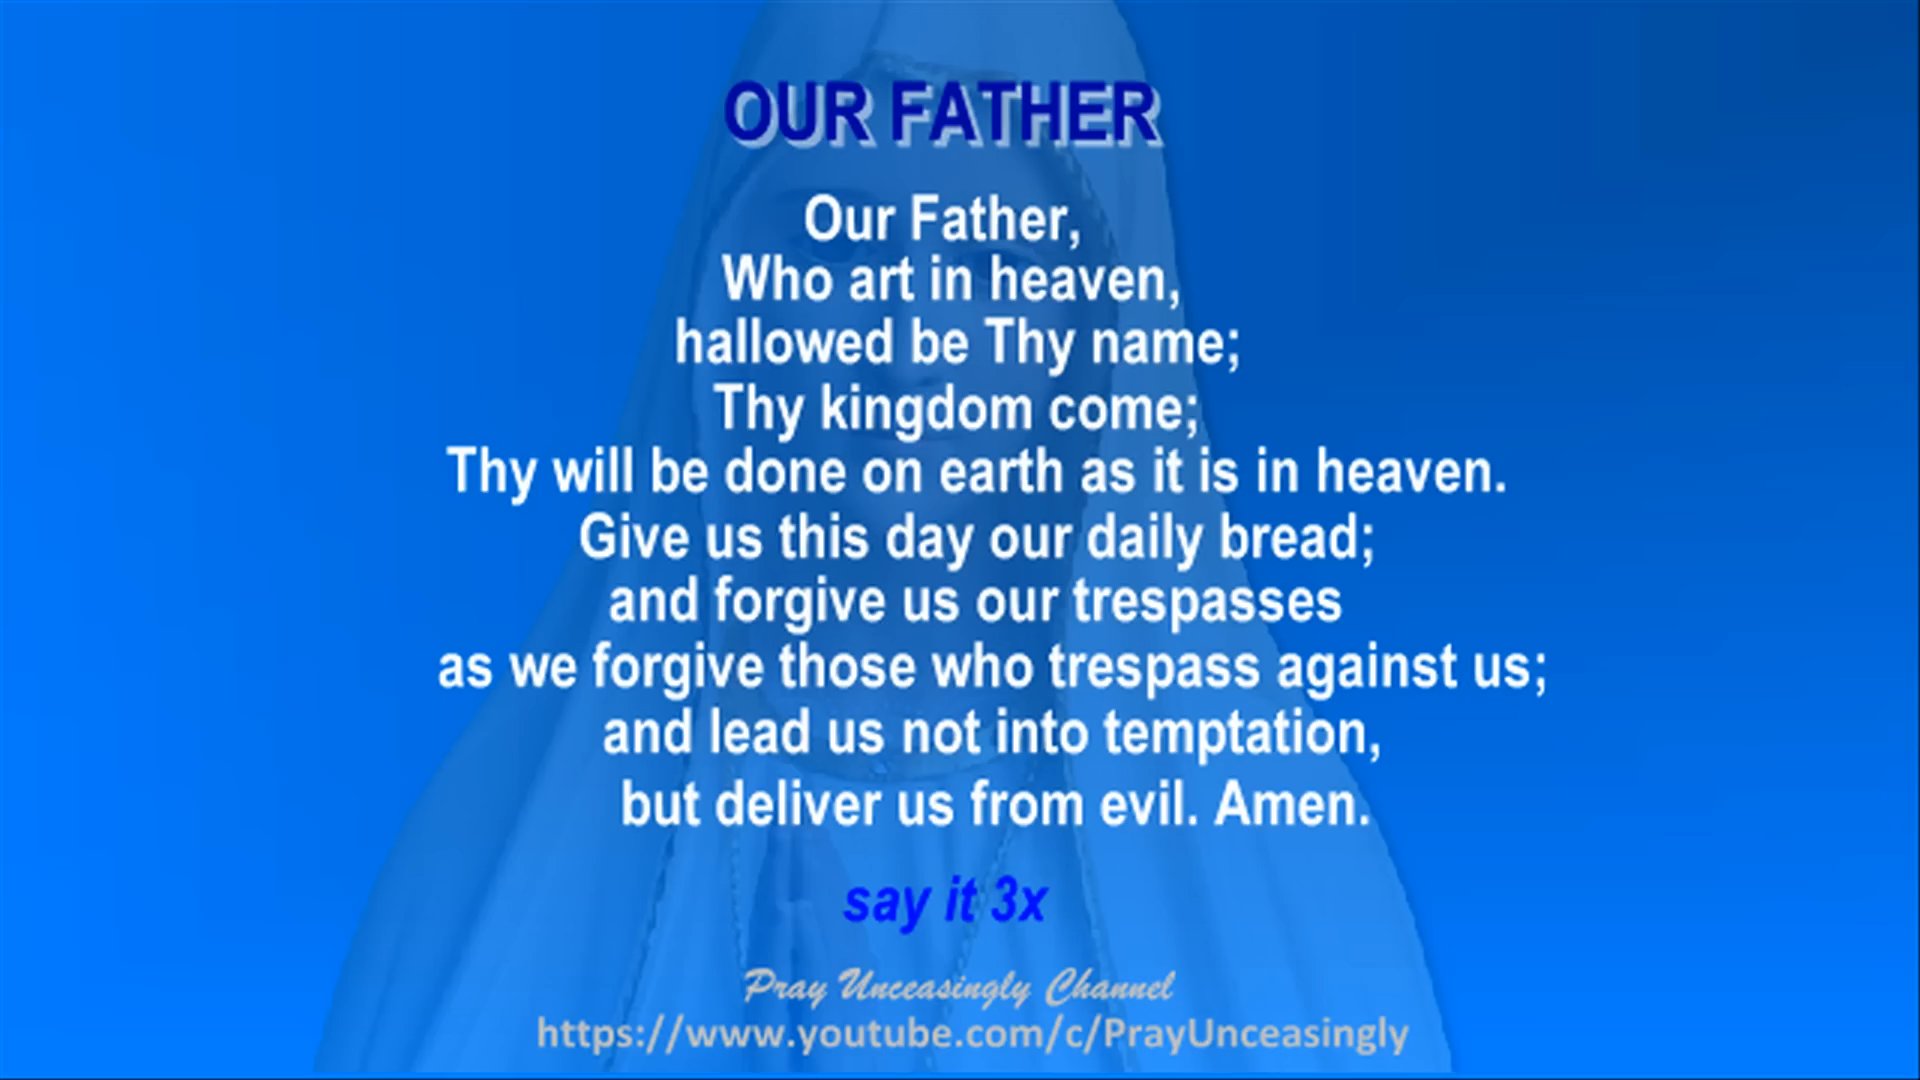 OUR FATHER
Our Father,
Who art in heaven,
hallowed be Thy name;
Thy kingdom come;
Thy will be done on earth as it is in heaven.
Give us this day our daily bread;
and forgive us our trespasses
as we forgive those who trespass against us;
and lead us not into temptation,
but deliver us from evil. Amen.
say it 3x
Pray Unceasingly Channel
https://www.youtube.com/c/PrayUnceasingly